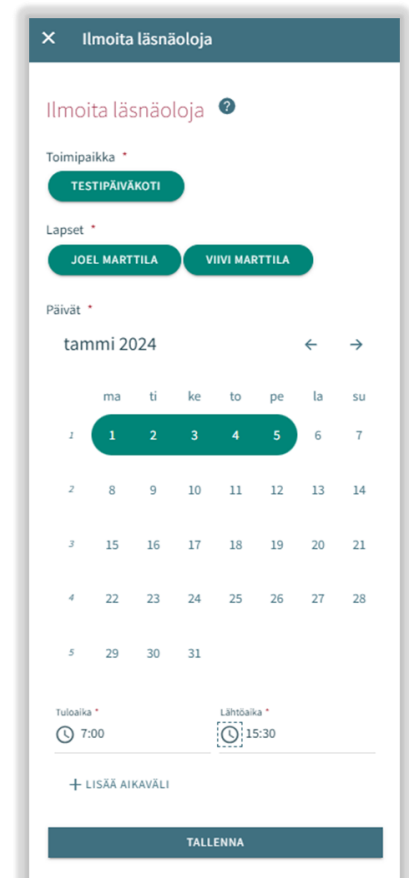 × Ilmoita läsnäoloja
Ilmoita läsnäoloja ?
Toimipaikka *
TESTIPÄIVÄKOTI
Lapset *
JOEL MARTTILA VIIVI MARTTILA
Päivät *
tammi 2024 ← →
ma ti ke to pe la su
1 1 2 3 4 5 6 7
2 8 9 10 11 12 13 14
3 15 16 17 18 19 20 21
4 22 23 24 25 26 27 28
5 29 30 31
Tuloaika * Lähtöaika *
7:00 15:30
+ LISÄÄ AIKAVÄLI
TALLENNA